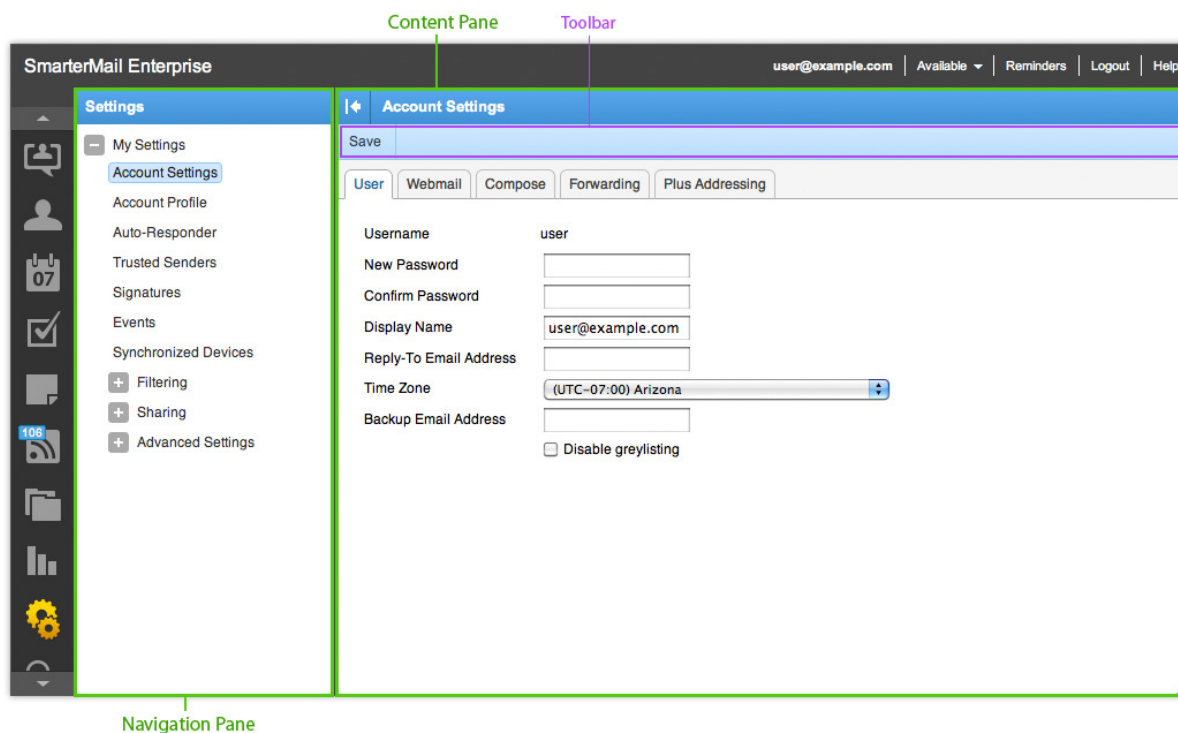 Content Pane
Toolbar
SmarterMail Enterprise
user@example.com Available Reminders Logout Help
Settings
Account Settings
My Settings
Account Settings
Account Profile
Auto-Responder
Trusted Senders
Signatures
Events
Synchronized Devices
Filtering
Sharing
Advanced Settings
07
106
Save
User Webmail Compose Forwarding Plus Addressing
Username user
New Password
Confirm Password
Display Name user@example.com
Reply-To Email Address
Time Zone (UTC-07:00) Arizona
Backup Email Address
Disable greylisting
Navigation Pane